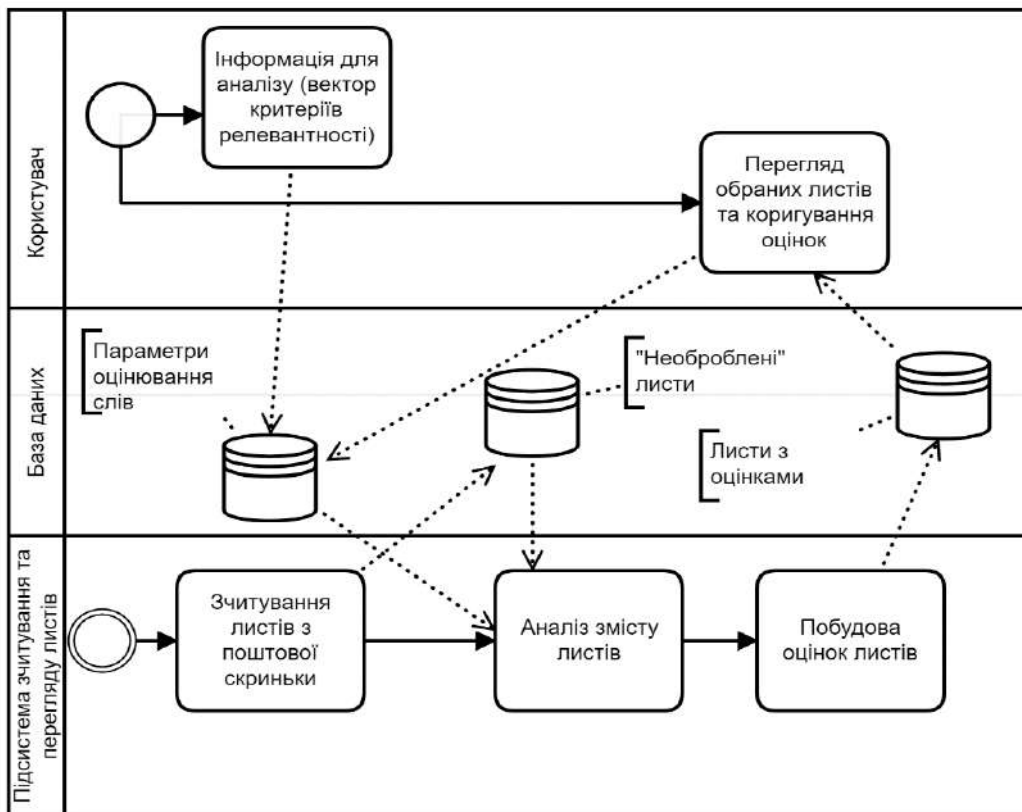 Користувач
Інформація для
аналізу (вектор
критеріїв
релевантності)
Перегляд
обраних листів
та коригування
оцінок
База даних
Параметри
оцінювання
слів
"Необроблені"
листи
Листи з
оцінками
Підсистема зчитування та
перегляду листів
Зчитування
листів з
поштової
скриньки
Аналіз змісту
листів
Побудова
оцінок листів